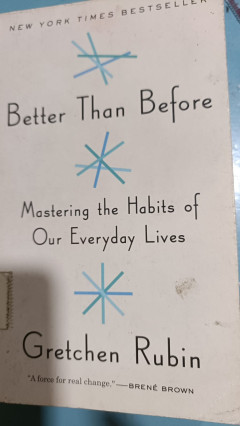 NEW YORK TIMES BESTSELLER
Better Than Before
Mastering the Habits of
Our Everyday Lives
Gretchen Rubin
"A force for real change."—BRENÉ BROWN